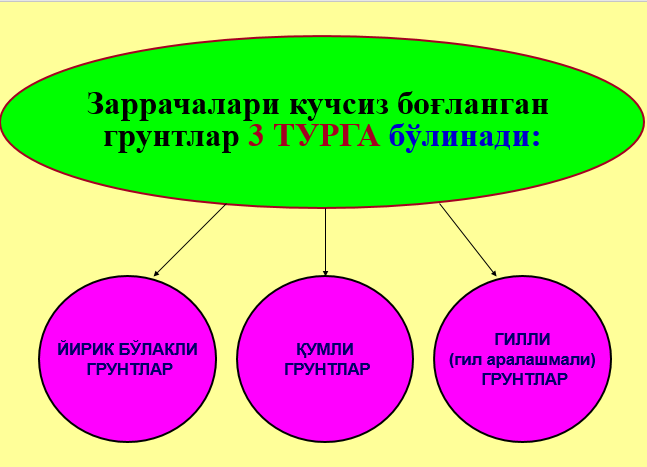 Заррачалари кучсиз боғланган
грунтлар 3 ТУРГА бўлинади:
ЙИРИК БЎЛАКЛИ
ГРУНТЛАР
ҚУМЛИ
ГРУНТЛАР
ГИЛЛИ
(гил аралашмали)
ГРУНТЛАР